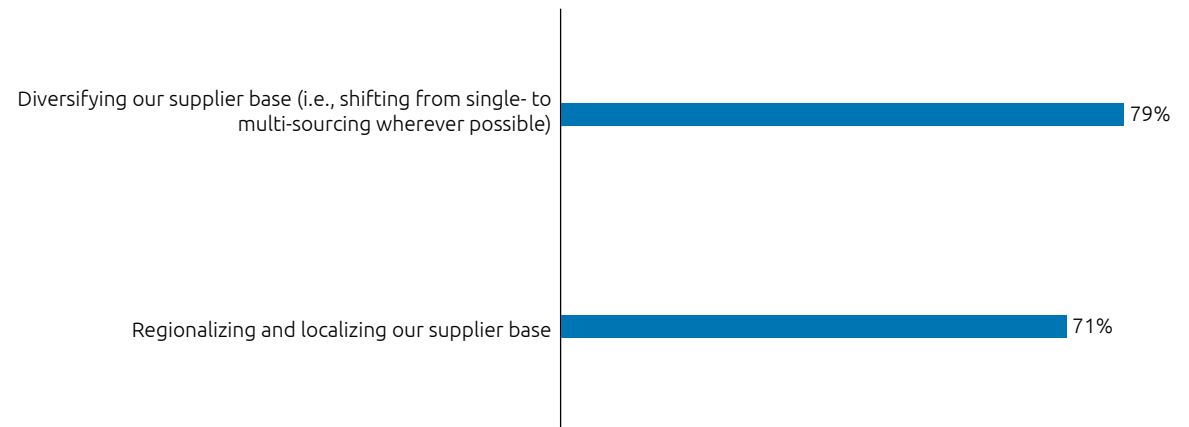 Diversifying our supplier base (i.e., shifting from single- to
multi-sourcing wherever possible)
79%
Regionalizing and localizing our supplier base
71%